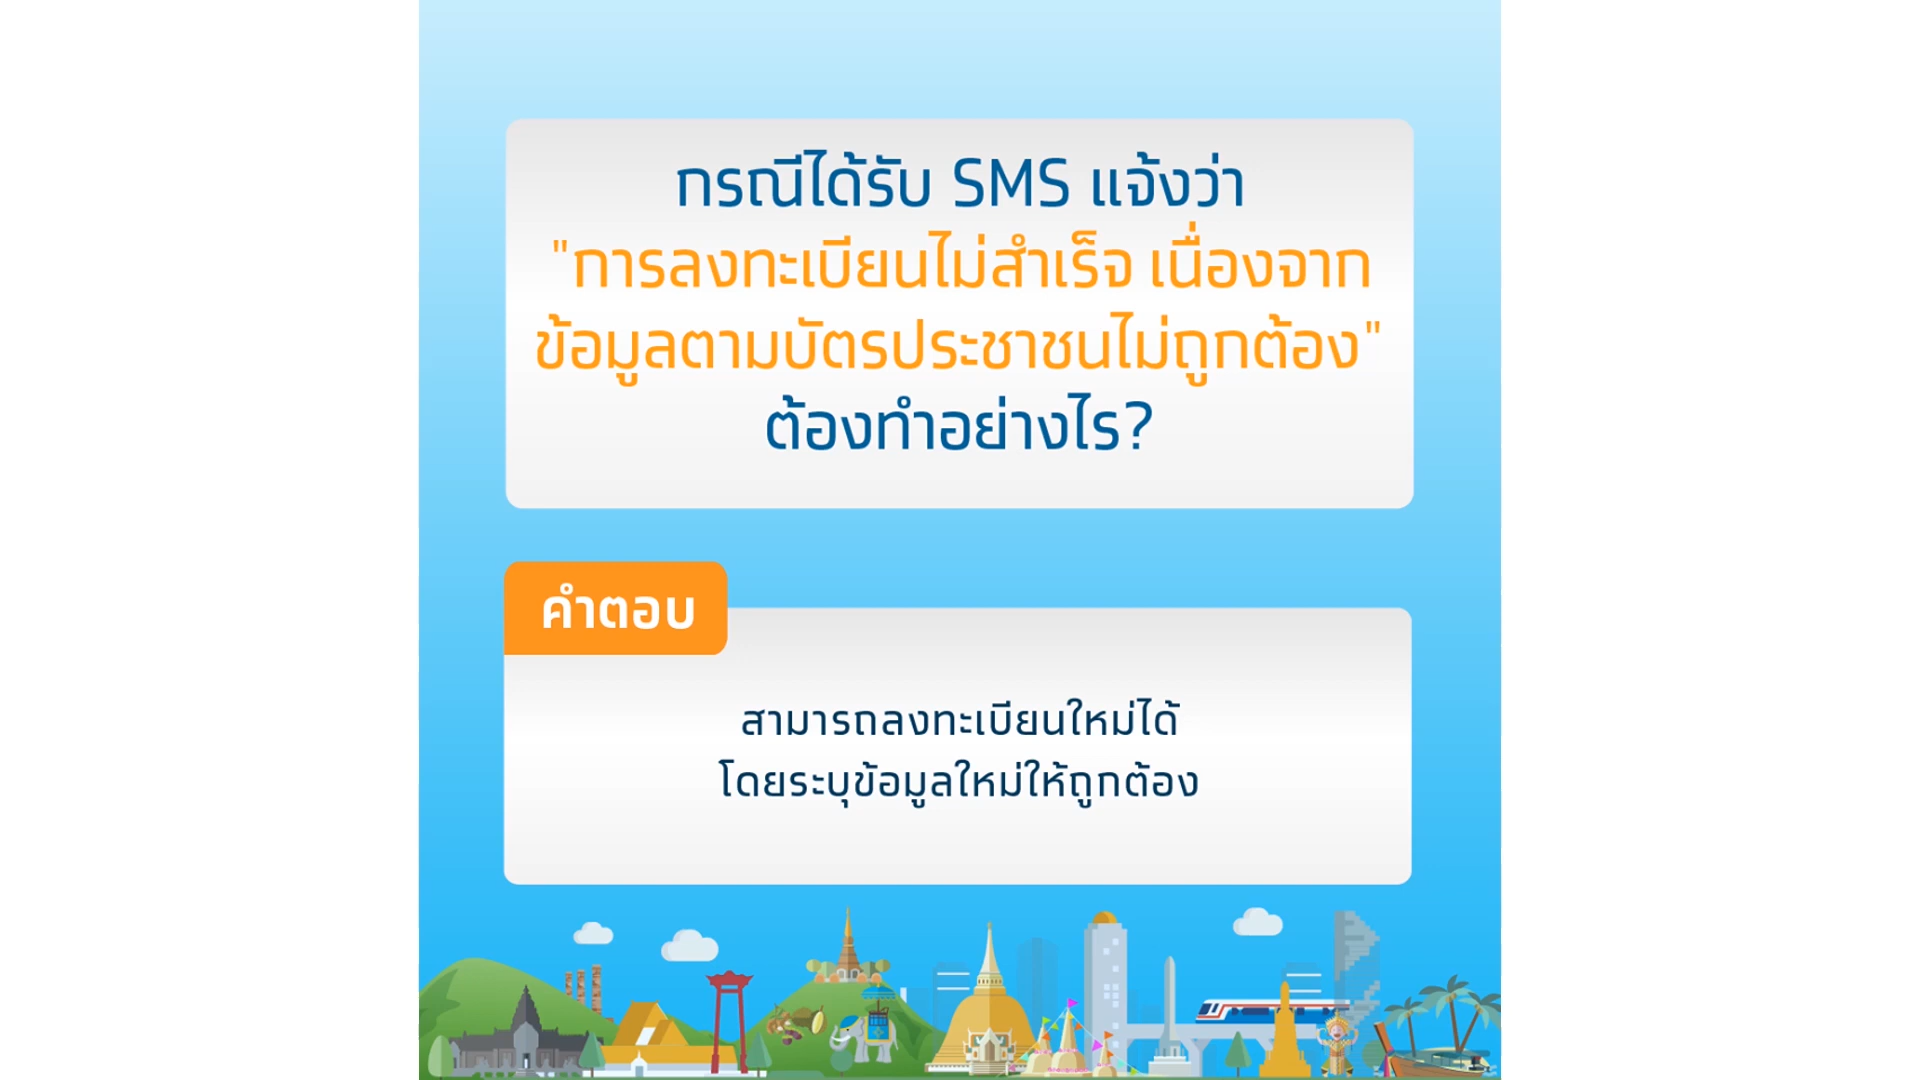 กรณีได้รับ SMS แจ้งว่า
"การลงทะเบียนไม่สำเร็จ เนื่องจาก
ข้อมูลตามบัตรประชาชนไม่ถูกต้อง"
ต้องทำอย่างไร?
คำตอบ
สามารถลงทะเบียนใหม่ได้
โดยระบุข้อมูลใหม่ให้ถูกต้อง